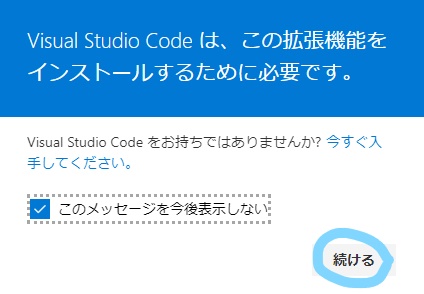 Visual Studio Code は、この拡張機能を
インストールするために必要です。
Visual Studio Code をお持ちではありませんか? 今すぐ入
手してください。
このメッセージを今後表示しない
続ける